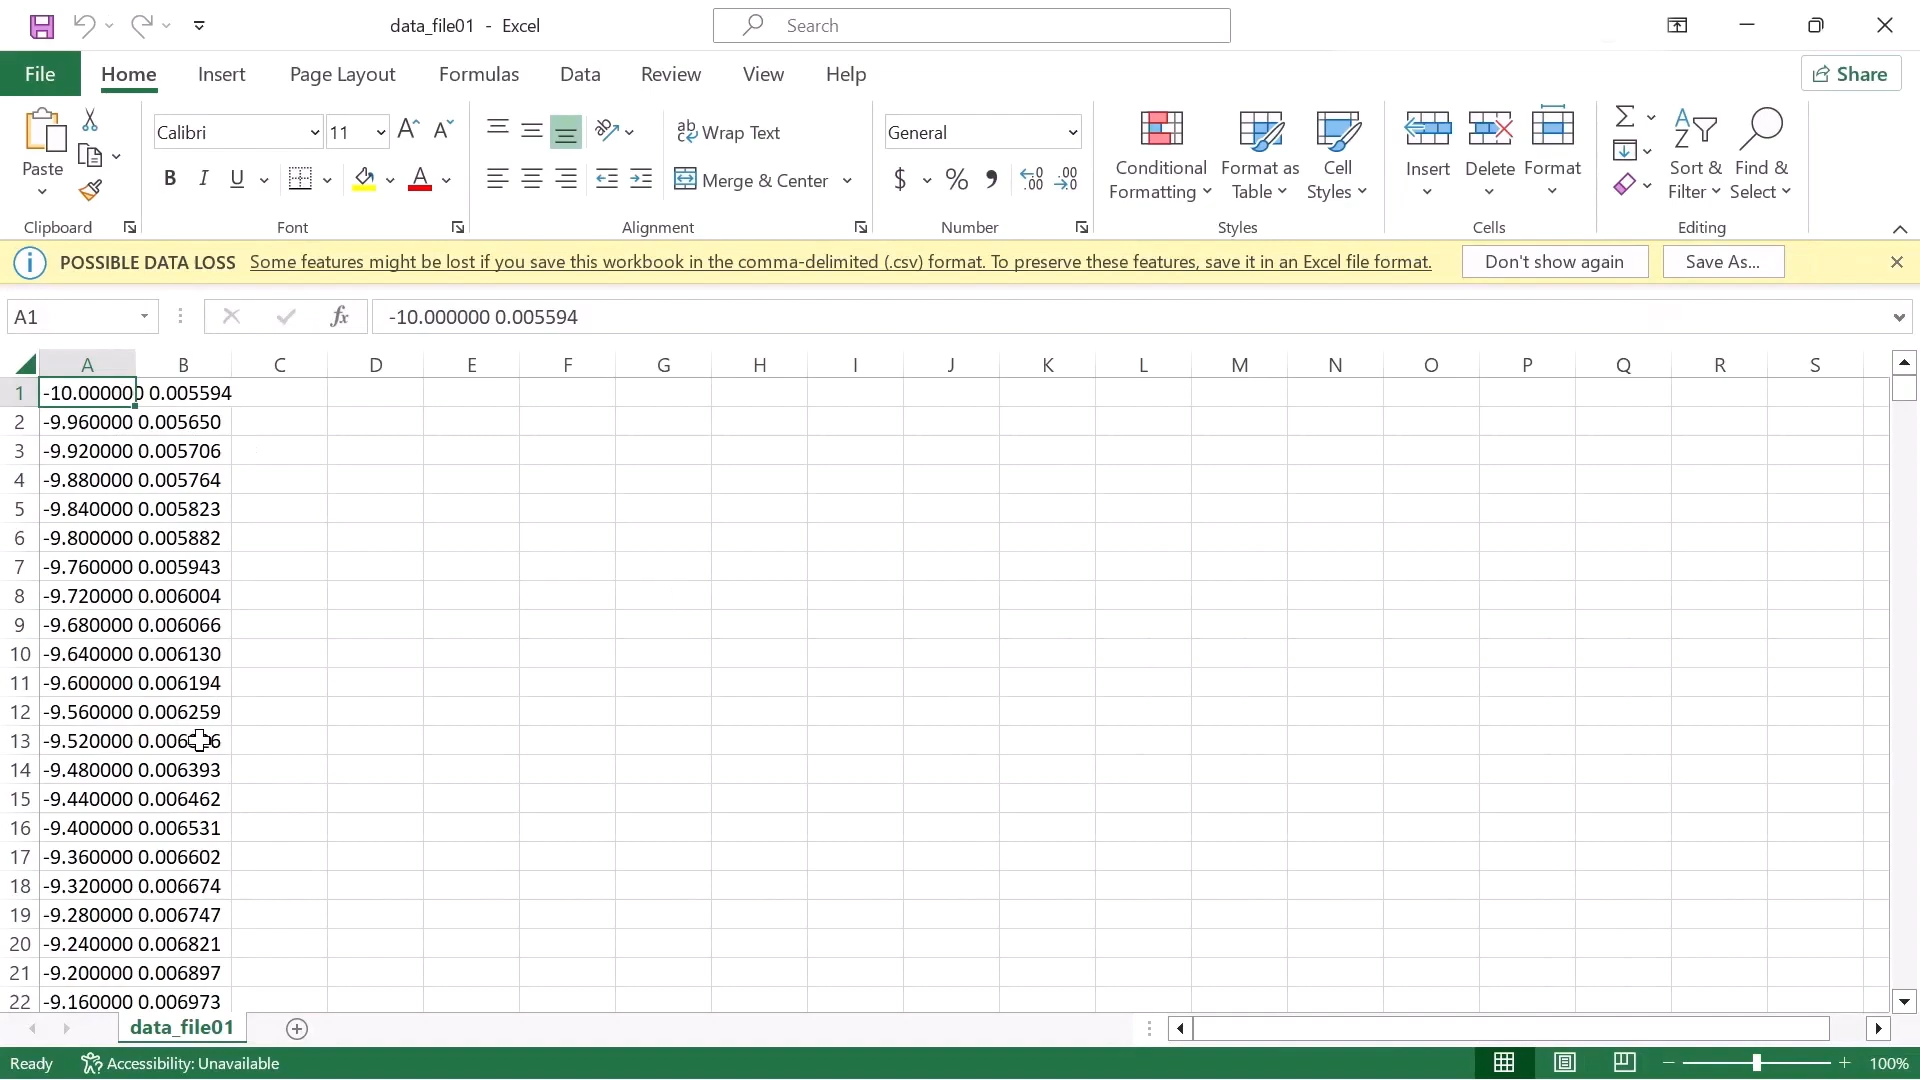 data_file01 - Excel
Search
File Home Insert Page Layout Formulas Data Review View Help Share
Calibri 11 Wrap Text General
Paste B I U Merge & Center $ % Conditional Formatting Format as Table Cell Styles Insert Delete Format Sort & Filter Find & Select
Clipboard Font Alignment Number Styles Cells Editing
POSSIBLE DATA LOSS Some features might be lost if you save this workbook in the comma-delimited (.csv) format. To preserve these features, save it in an Excel file format. Don't show again Save As...
A1 fx -10.000000 0.005594
A B C D E F G H I J K L M N O P Q R S
1 -10.000000 0.005594
2 -9.960000 0.005650
3 -9.920000 0.005706
4 -9.880000 0.005764
5 -9.840000 0.005823
6 -9.800000 0.005882
7 -9.760000 0.005943
8 -9.720000 0.006004
9 -9.680000 0.006066
10 -9.640000 0.006130
11 -9.600000 0.006194
12 -9.560000 0.006259
13 -9.520000
14 -9.480000 0.006393
15 -9.440000 0.006462
16 -9.400000 0.006531
17 -9.360000 0.006602
18 -9.320000 0.006674
19 -9.280000 0.006747
20 -9.240000 0.006821
21 -9.200000 0.006897
22 -9.160000 0.006973
data_file01
Ready Accessibility: Unavailable 100%